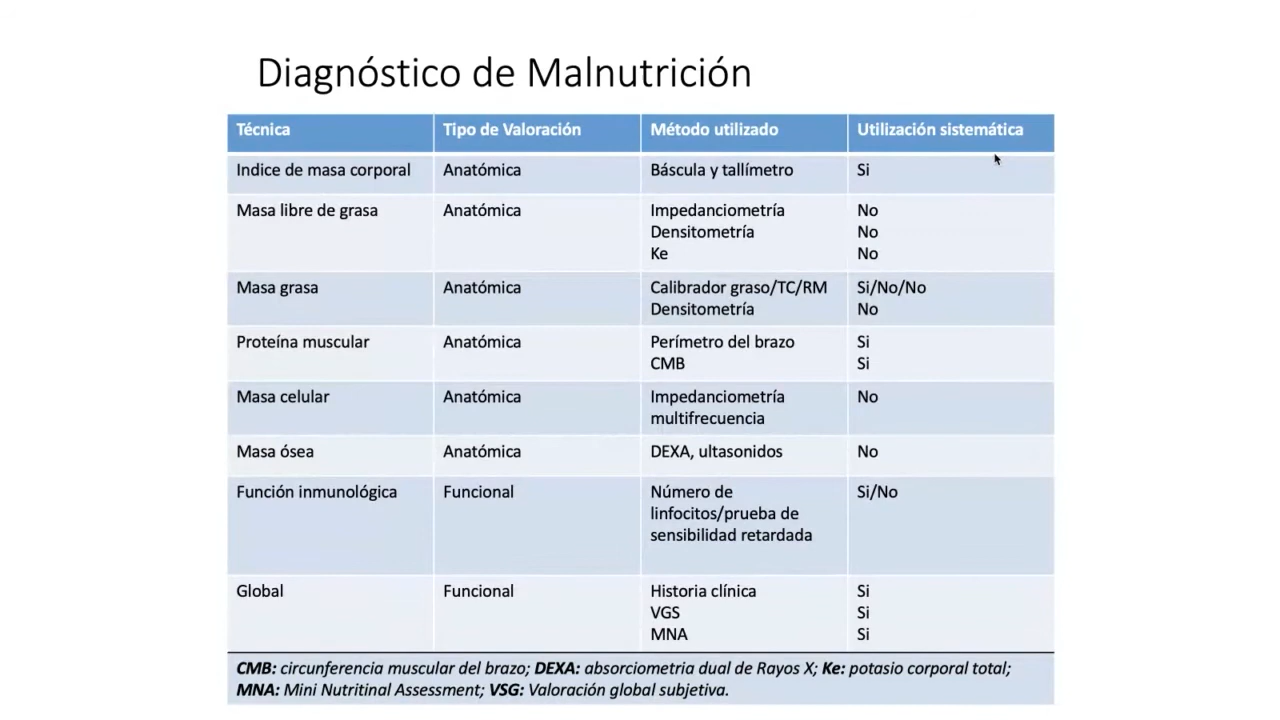 Diagnóstico de Malnutrición
Técnica Tipo de Valoración Método utilizado Utilización sistemática
Indice de masa corporal Anatómica Báscula y tallímetro Si
Masa libre de grasa Anatómica Impedanciometría No
Densitometría No
Ke No
Masa grasa Anatómica Calibrador graso/TC/RM Si/No/No
Densitometría No
Proteína muscular Anatómica Perímetro del brazo Si
CMB Si
Masa celular Anatómica Impedanciometría No
multifrecuencia
Masa ósea Anatómica DEXA, ultasonidos No
Función inmunológica Funcional Número de Si/No
linfocitos/prueba de
sensibilidad retardada
Global Funcional Historia clínica Si
VGS Si
MNA Si
CMB: circunferencia muscular del brazo; DEXA: absorciometria dual de Rayos X; Ke: potasio corporal total;
MNA: Mini Nutritinal Assessment; VSG: Valoración global subjetiva.